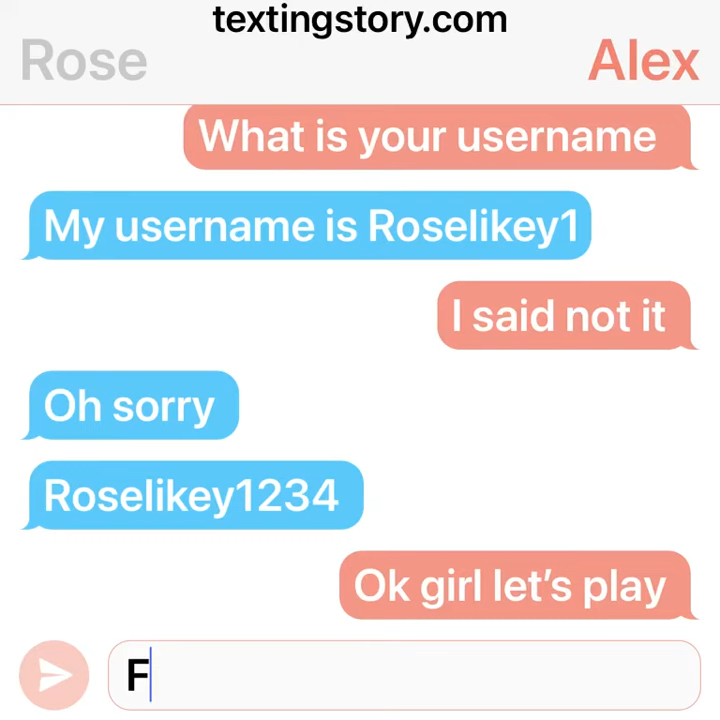 textingstory.com
Rose
Alex
What is your username
My username is Roselikey1
I said not it
Oh sorry
Roselikey1234
Ok girl let’s play
F